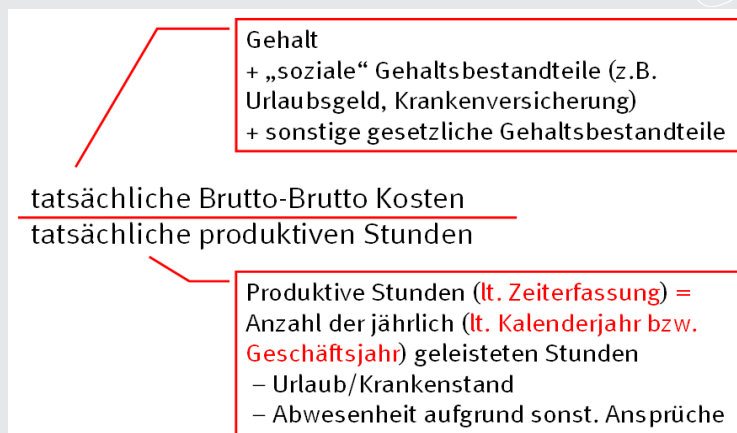 Gehalt
+ „soziale“ Gehaltsbestandteile (z.B.
Urlaubsgeld, Krankenversicherung)
+ sonstige gesetzliche Gehaltsbestandteile
tatsächliche Brutto-Brutto Kosten
tatsächliche produktiven Stunden
Produktive Stunden (lt. Zeiterfassung) =
Anzahl der jährlich (lt. Kalenderjahr bzw.
Geschäftsjahr) geleisteten Stunden
– Urlaub/Krankenstand
– Abwesenheit aufgrund sonst. Ansprüche